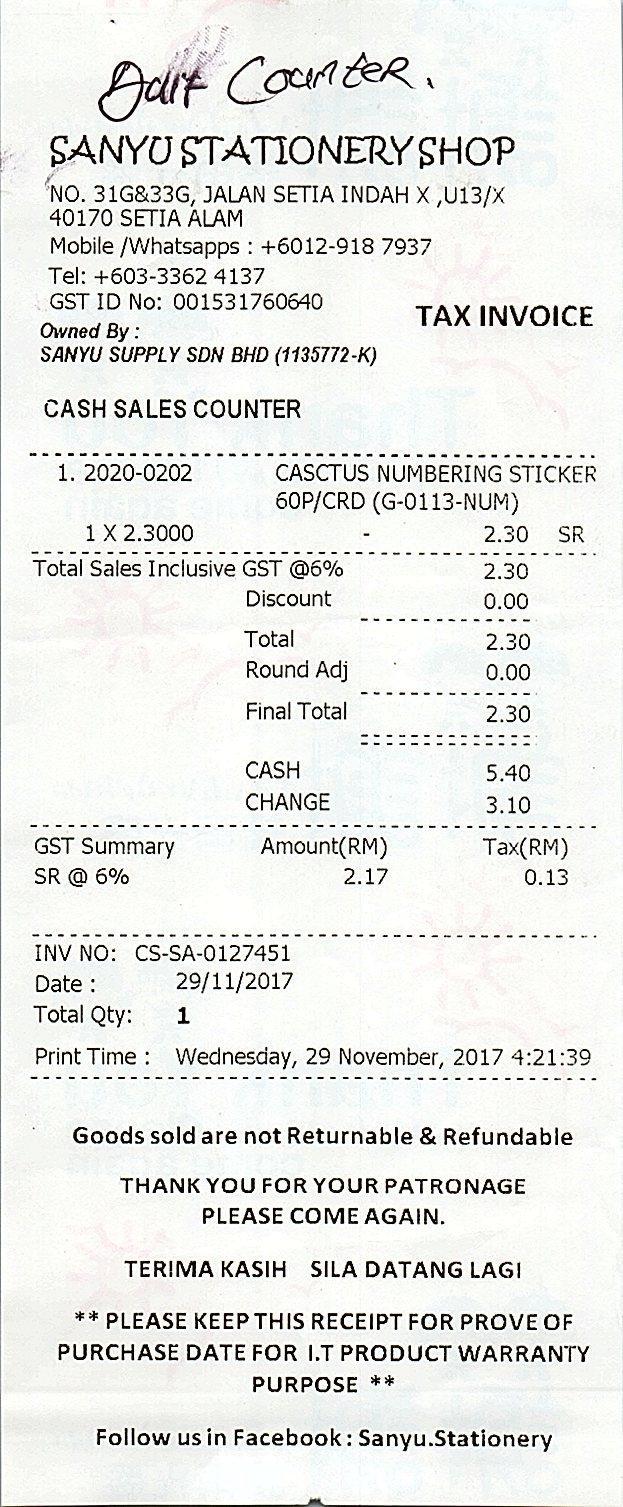 Counter.
SANYU STATIONERY SHOP
NO. 31G&33G, JALAN SETIA INDAH X ,U13/X
40170 SETIA ALAM
Mobile /Whatsapps : +6012-918 7937
Tel: +603-3362 4137
GST ID No: 001531760640
TAX INVOICE
Owned By :
SANYU SUPPLY SDN BHD (1135772-K)
CASH SALES COUNTER
1. 2020-0202 CASCTUS NUMBERING STICKER
60P/CRD (G-0113-NUM)
1 X 2.3000 - 2.30 SR
Total Sales Inclusive GST @6% 2.30
Discount 0.00
Total 2.30
Round Adj 0.00
Final Total 2.30
CASH 5.40
CHANGE 3.10
GST Summary Amount(RM) Tax(RM)
SR @ 6% 2.17 0.13
INV NO: CS-SA-0127451
Date : 29/11/2017
Total Qty: 1
Print Time : Wednesday, 29 November, 2017 4:21:39
Goods sold are not Returnable & Refundable
THANK YOU FOR YOUR PATRONAGE
PLEASE COME AGAIN.
TERIMA KASIH SILA DATANG LAGI
** PLEASE KEEP THIS RECEIPT FOR PROVE OF
PURCHASE DATE FOR I.T PRODUCT WARRANTY
PURPOSE **
Follow us in Facebook : Sanyu.Stationery